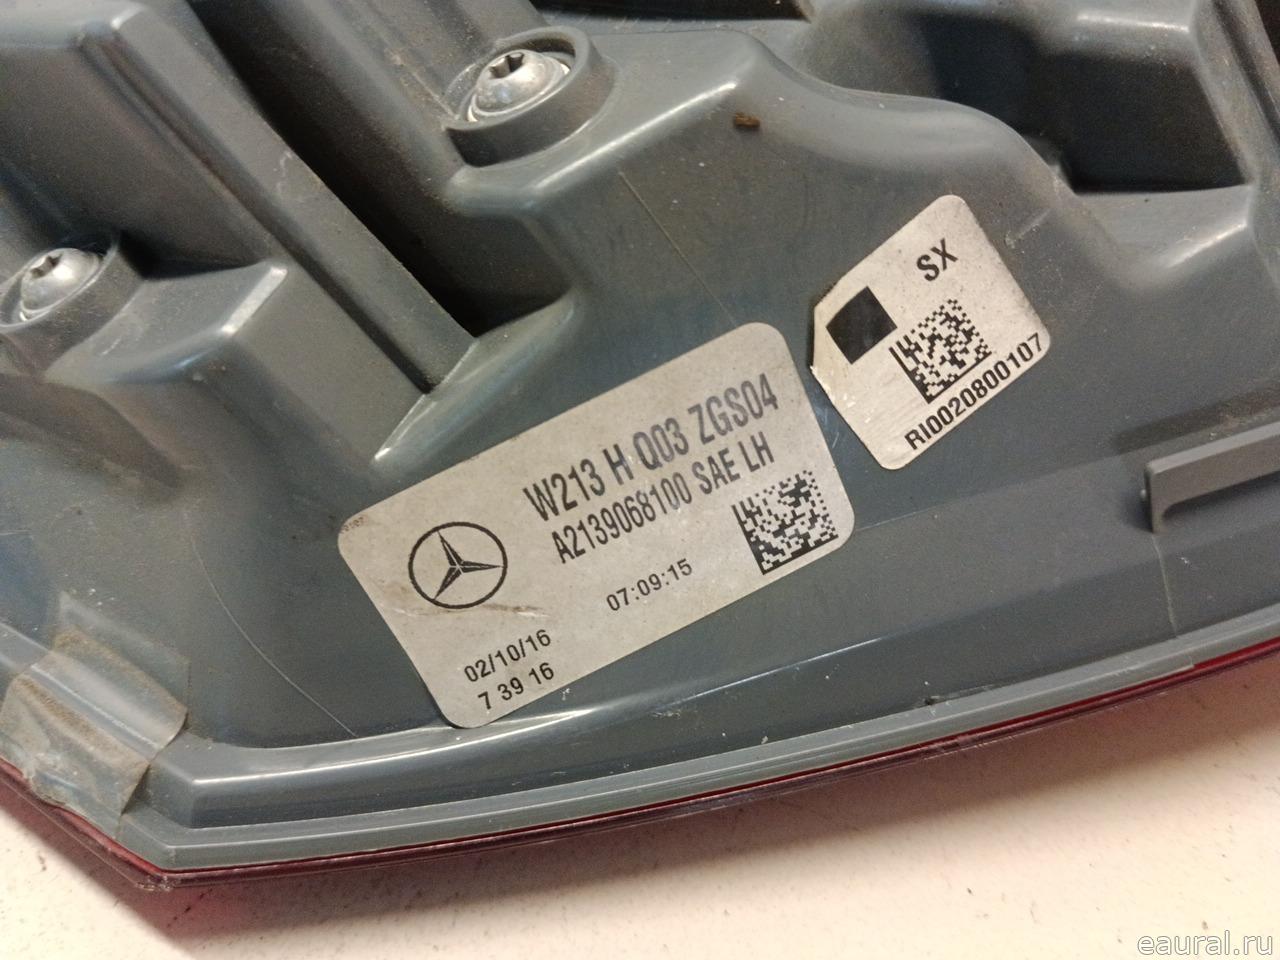 SX
RI0020800107
W213 H Q03 ZGS04
A2139068100 SAE LH
07:09:15
02/10/16
7 39 16
eaural.ru